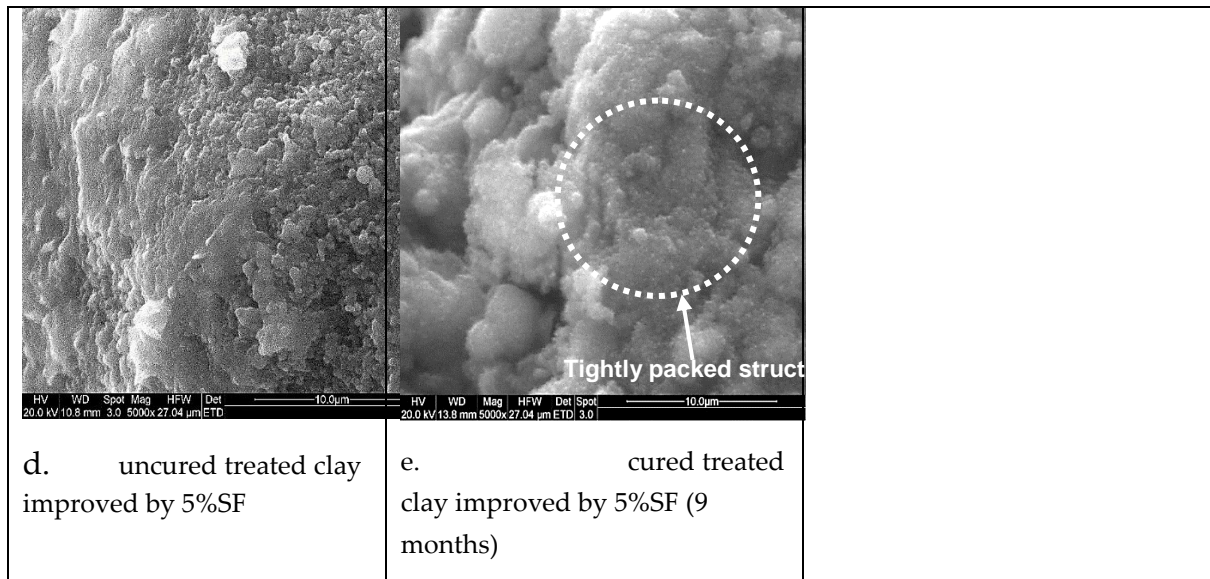 Tightly packed struct
HV WD Spot Mag HFW Det 10.0µm
20.0 kV 10.8 mm 3.0 5000x 27.04 µm ETD
HV WD Mag HFW Det Spot 10.0µm
20.0 kV 13.8 mm 5000x 27.04 µm ETD 3.0
d. uncured treated clay
improved by 5%SF
e. cured treated
clay improved by 5%SF (9
months)